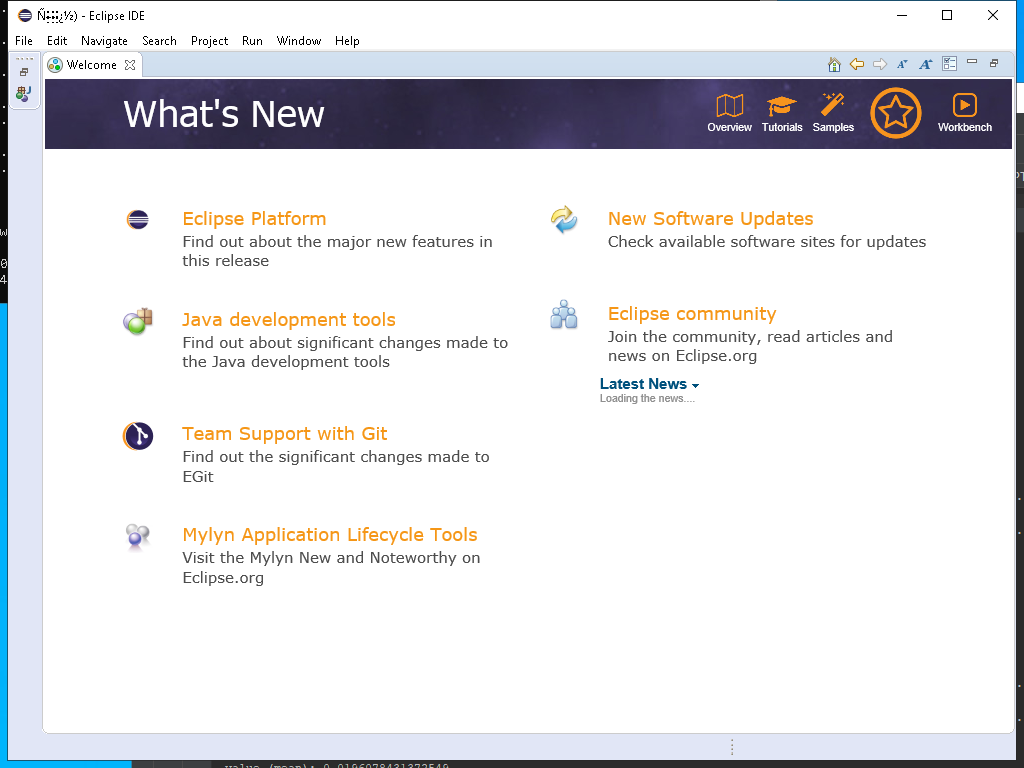 Ñ - Eclipse IDE
File Edit Navigate Search Project Run Window Help
Welcome
What's New
Overview Tutorials Samples Workbench
Eclipse Platform
Find out about the major new features in
this release
Java development tools
Find out about significant changes made to
the Java development tools
Team Support with Git
Find out the significant changes made to
EGit
Mylyn Application Lifecycle Tools
Visit the Mylyn New and Noteworthy on
Eclipse.org
New Software Updates
Check available software sites for updates
Eclipse community
Join the community, read articles and
news on Eclipse.org
Latest News
Loading the news....